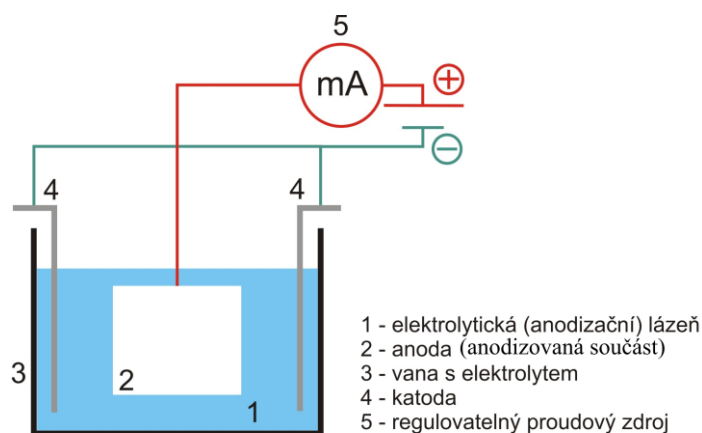 5
mA
+
−
4 4
3
2
1
1 - elektrolytická (anodizační) lázeň
2 - anoda (anodizovaná součást)
3 - vana s elektrolytem
4 - katoda
5 - regulovatelný proudový zdroj